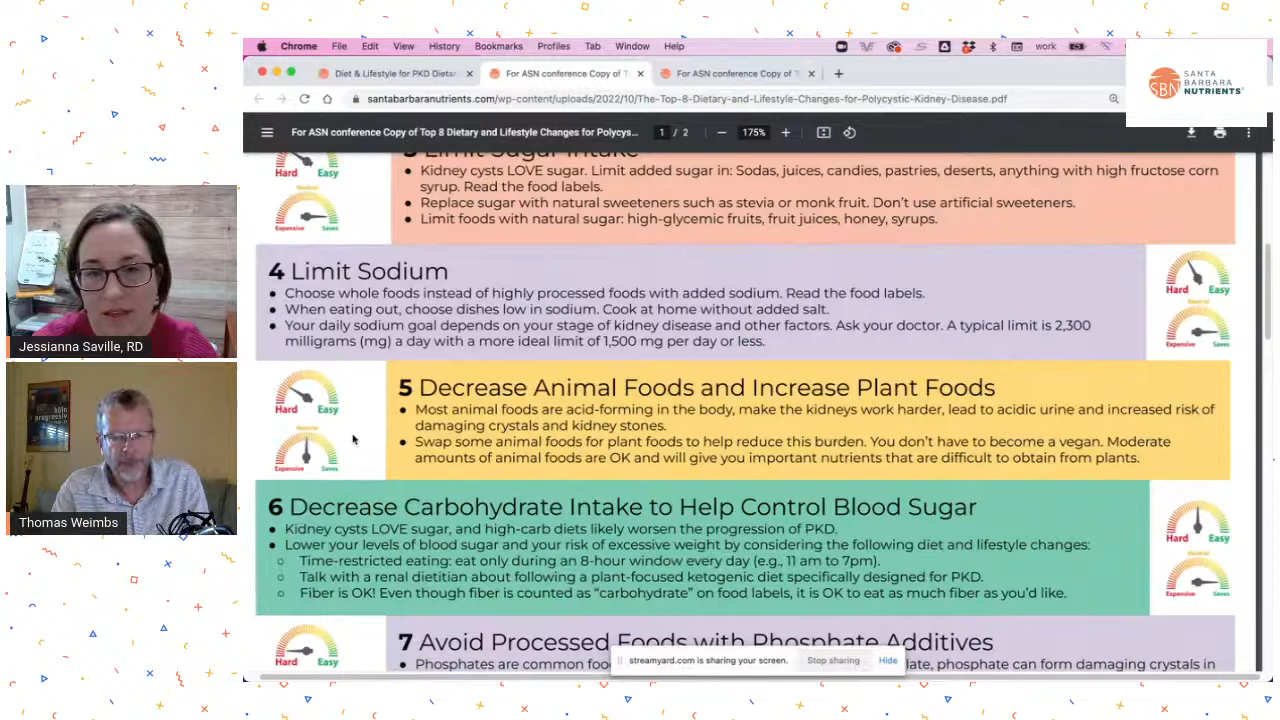 Chrome File Edit View History Bookmarks Profiles Tab Window Help
work
Diet & Lifestyle for PKD Dietar
For ASN conference Copy of T
For ASN conference Copy of T
santabarbaranutrients.com/wp-content/uploads/2022/10/The-Top-8-Dietary-and-Lifestyle-Changes-for-Polycystic-Kidney-Disease.pdf
SBN
SANTA
BARBARA
NUTRIENTS
For ASN conference Copy of Top 8 Dietary and Lifestyle Changes for Polycys... 1 / 2 175%
Limit Sugar Intake
Hard Easy
Neutral
Expensive Saves
● Kidney cysts LOVE sugar. Limit added sugar in: Sodas, juices, candies, pastries, deserts, anything with high fructose corn
syrup. Read the food labels.
● Replace sugar with natural sweeteners such as stevia or monk fruit. Don't use artificial sweeteners.
● Limit foods with natural sugar: high-glycemic fruits, fruit juices, honey, syrups.
4 Limit Sodium
● Choose whole foods instead of highly processed foods with added sodium. Read the food labels.
● When eating out, choose dishes low in sodium. Cook at home without added salt.
● Your daily sodium goal depends on your stage of kidney disease and other factors. Ask your doctor. A typical limit is 2,300
milligrams (mg) a day with a more ideal limit of 1,500 mg per day or less.
Hard Easy
Neutral
Expensive Saves
Hard Easy
Neutral
Expensive Saves
5 Decrease Animal Foods and Increase Plant Foods
● Most animal foods are acid-forming in the body, make the kidneys work harder, lead to acidic urine and increased risk of
damaging crystals and kidney stones.
● Swap some animal foods for plant foods to help reduce this burden. You don't have to become a vegan. Moderate
amounts of animal foods are OK and will give you important nutrients that are difficult to obtain from plants.
6 Decrease Carbohydrate Intake to Help Control Blood Sugar
● Kidney cysts LOVE sugar, and high-carb diets likely worsen the progression of PKD.
● Lower your levels of blood sugar and your risk of excessive weight by considering the following diet and lifestyle changes:
○ Time-restricted eating: eat only during an 8-hour window every day (e.g., 11 am to 7pm).
○ Talk with a renal dietitian about following a plant-focused ketogenic diet specifically designed for PKD.
○ Fiber is OK! Even though fiber is counted as "carbohydrate" on food labels, it is OK to eat as much fiber as you'd like.
Hard Easy
Neutral
Expensive Saves
Hard Easy
7 Avoid Processed Foods with Phosphate Additives
● Phosphates are common foo
late, phosphate can form damaging crystals in
streamyard.com is sharing your screen. Stop sharing Hide
Jessianna Saville, RD
köln
progressiv
Thomas Weimbs